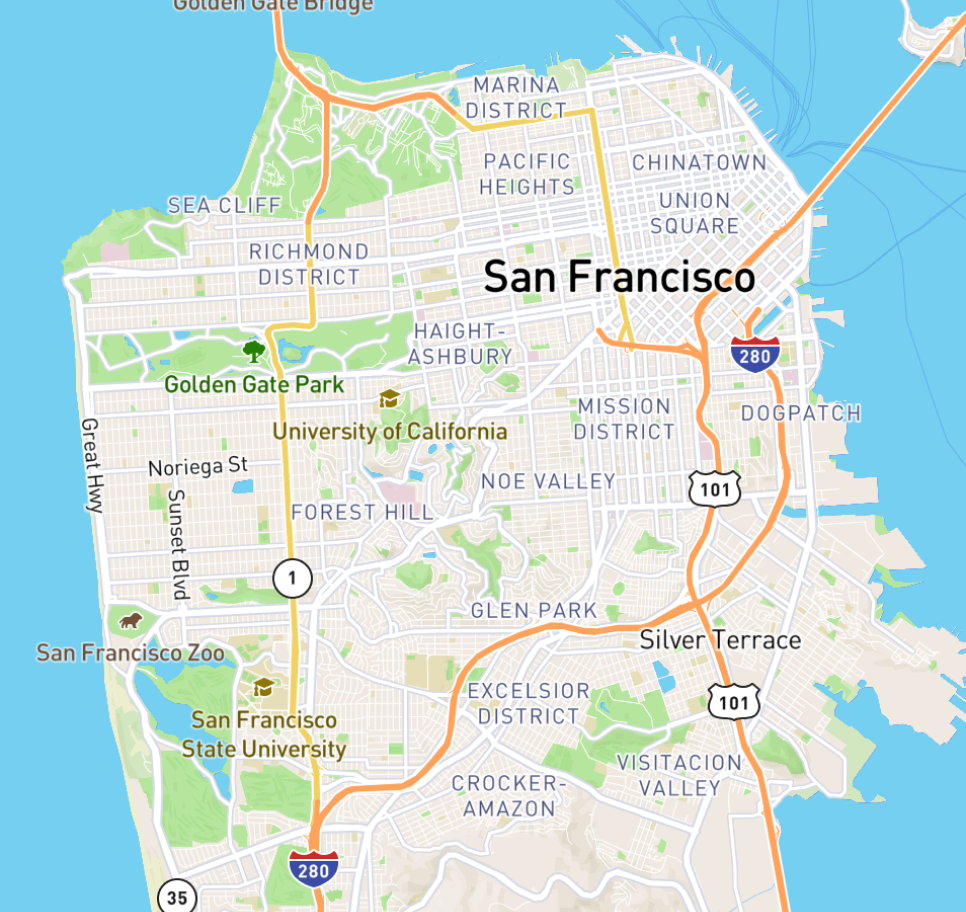 Golden Gate Bridge
MARINA
DISTRICT
PACIFIC
HEIGHTS
CHINATOWN
SEA CLIFF
UNION
SQUARE
RICHMOND
DISTRICT
San Francisco
HAIGHT-
ASHBURY
280
Golden Gate Park
University of California
MISSION
DISTRICT
DOGPATCH
Great Hwy
Noriega St
Sunset Blvd
NOE VALLEY
101
FOREST HILL
1
GLEN PARK
San Francisco Zoo
Silver Terrace
San Francisco
State University
EXCELSIOR
DISTRICT
101
VISITACION
VALLEY
CROCKER-
AMAZON
280
35